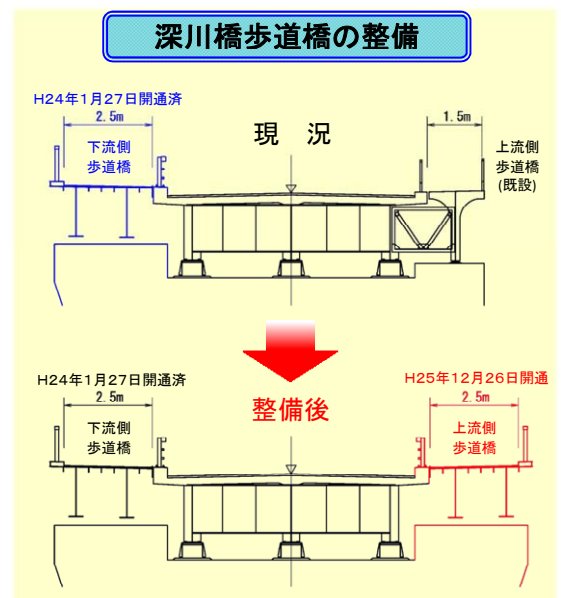 深川橋歩道橋の整備
H24年1月27日開通済
2.5m
下流側
歩道橋
現　況
1.5m
上流側
歩道橋
(既設)
H24年1月27日開通済
2.5m
下流側
歩道橋
整備後
H25年12月26日開通
2.5m
上流側
歩道橋